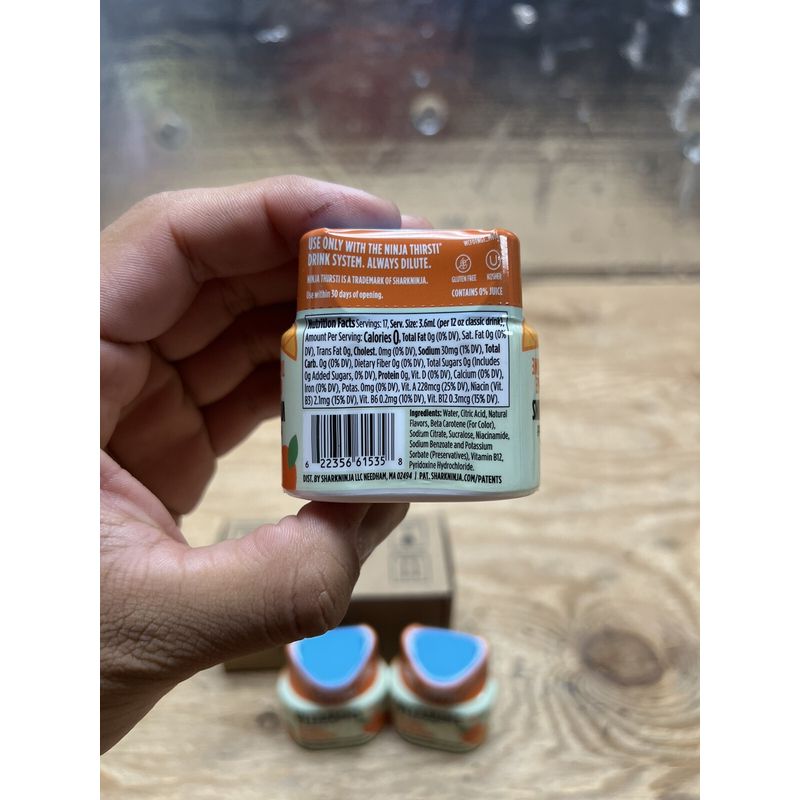 USE ONLY WITH THE NINJA THIRSTI™
DRINK SYSTEM. ALWAYS DILUTE.
NINJA THIRSTI IS A TRADEMARK OF SHARKNINJA.
Use within 30 days of opening.
GLUTEN FREE
U
KOSHER
CONTAINS 0% JUICE
Nutrition Facts Servings: 17, Serv. Size: 3.6ml (per 12 oz classic drink),
Amount Per Serving: Calories 0, Total Fat 0g (0% DV), Sat. Fat 0g (0%
DV), Trans Fat 0g, Cholest. 0mg (0% DV), Sodium 30mg (1% DV), Total
Carb. 0g (0% DV), Dietary Fiber 0g (0% DV), Total Sugars 0g (Includes
0g Added Sugars, 0% DV), Protein 0g, Vit. D (0% DV), Calcium (0% DV),
Iron (0% DV), Potas. 0mg (0% DV), Vit. A 228mcg (25% DV), Niacin (Vit.
B3) 2.1mg (15% DV), Vit. B6 0.2mg (10% DV), Vit. B12 0.3mcg (15% DV).
Ingredients: Water, Citric Acid, Natural
Flavors, Beta Carotene (For Color),
Sodium Citrate, Sucralose, Niacinamide,
Sodium Benzoate and Potassium
Sorbate (Preservatives), Vitamin B12,
Pyridoxine Hydrochloride.
6 22356 61535 8
DIST. BY SHARKNINJA LLC NEEDHAM, MA 02494 | PAT. SHARKNINJA.COM/PATENTS